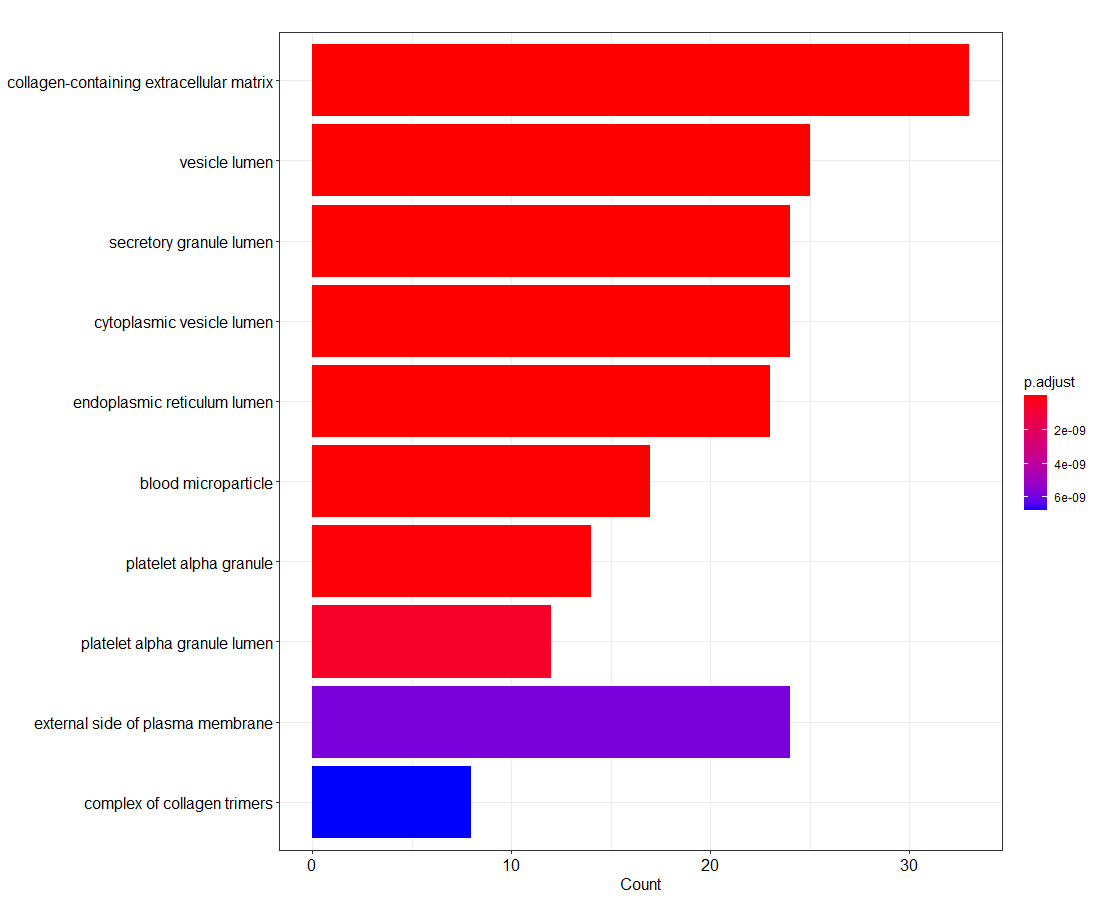 collagen-containing extracellular matrix
vesicle lumen
secretory granule lumen
cytoplasmic vesicle lumen
endoplasmic reticulum lumen
blood microparticle
platelet alpha granule
platelet alpha granule lumen
external side of plasma membrane
complex of collagen trimers
0 10 20 30
Count
p.adjust
2e-09
4e-09
6e-09